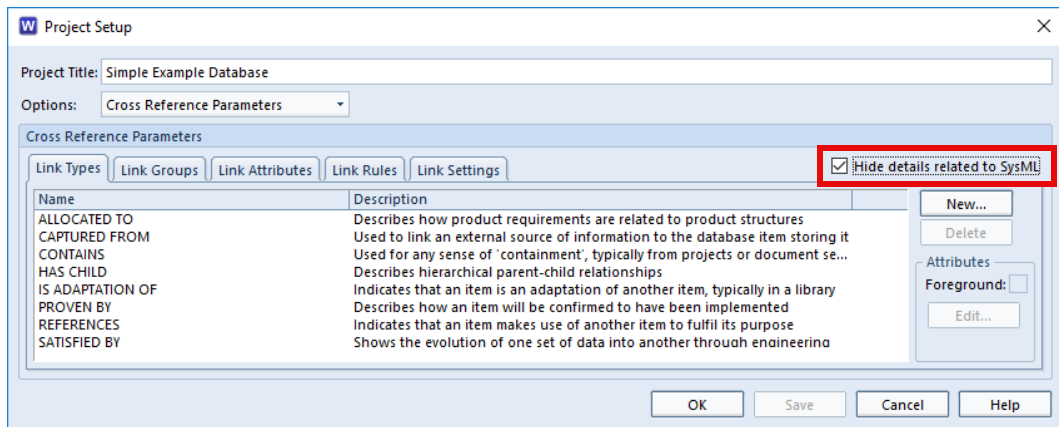 W Project Setup
Project Title: Simple Example Database
Options: Cross Reference Parameters
Cross Reference Parameters
Link Types Link Groups Link Attributes Link Rules Link Settings Hide details related to SysML
Name Description
ALLOCATED TO Describes how product requirements are related to product structures
CAPTURED FROM Used to link an external source of information to the database item storing it
CONTAINS Used for any sense of 'containment', typically from projects or document se...
HAS CHILD Describes hierarchical parent-child relationships
IS ADAPTATION OF Indicates that an item is an adaptation of another item, typically in a library
PROVEN BY Describes how an item will be confirmed to have been implemented
REFERENCES Indicates that an item makes use of another item to fulfil its purpose
SATISFIED BY Shows the evolution of one set of data into another through engineering
New...
Delete
Attributes
Foreground:
Edit...
OK Save Cancel Help